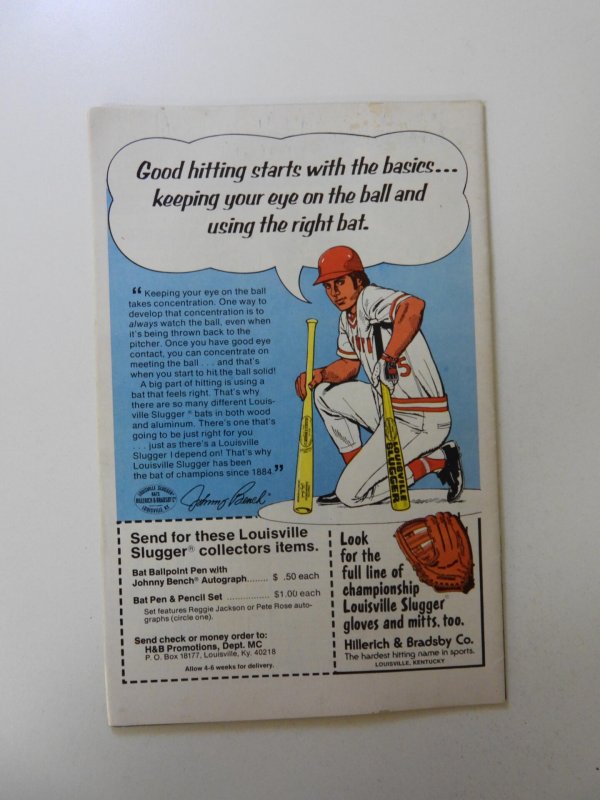 Good hitting starts with the basics...
keeping your eye on the ball and
using the right bat.
“Keeping your eye on the ball
takes concentration. One way to
develop that concentration is to
always watch the ball, even when
it's being thrown back to the
pitcher. Once you have good eye
contact, you can concentrate on
meeting the ball . . . and that's
when you start to hit the ball solid!
A big part of hitting is using a
bat that feels right. That's why
there are so many different Louis-
ville Slugger® bats in both wood
and aluminum. There's one that's
going to be just right for you
. . . just as there's a Louisville
Slugger I depend on! That's why
Louisville Slugger has been
the bat of champions since 1884.”
LOUISVILLE SLUGGER
BATS
HILLERICH & BRADSBY
LOUISVILLE, KY.
Johnny Bench
5
LOUISVILLE
SLUGGER
Send for these Louisville
Slugger® collectors items.
Bat Ballpoint Pen with
Johnny Bench® Autograph....... $ .50 each
Bat Pen & Pencil Set ............... $1.00 each
Set features Reggie Jackson or Pete Rose auto-
graphs (circle one).
Send check or money order to:
H&B Promotions, Dept. MC
P. O. Box 18177, Louisville, Ky. 40218
Allow 4-6 weeks for delivery.
Look
for the
full line of
championship
Louisville Slugger
gloves and mitts, too.
Hillerich & Bradsby Co.
The hardest hitting name in sports.
LOUISVILLE, KENTUCKY